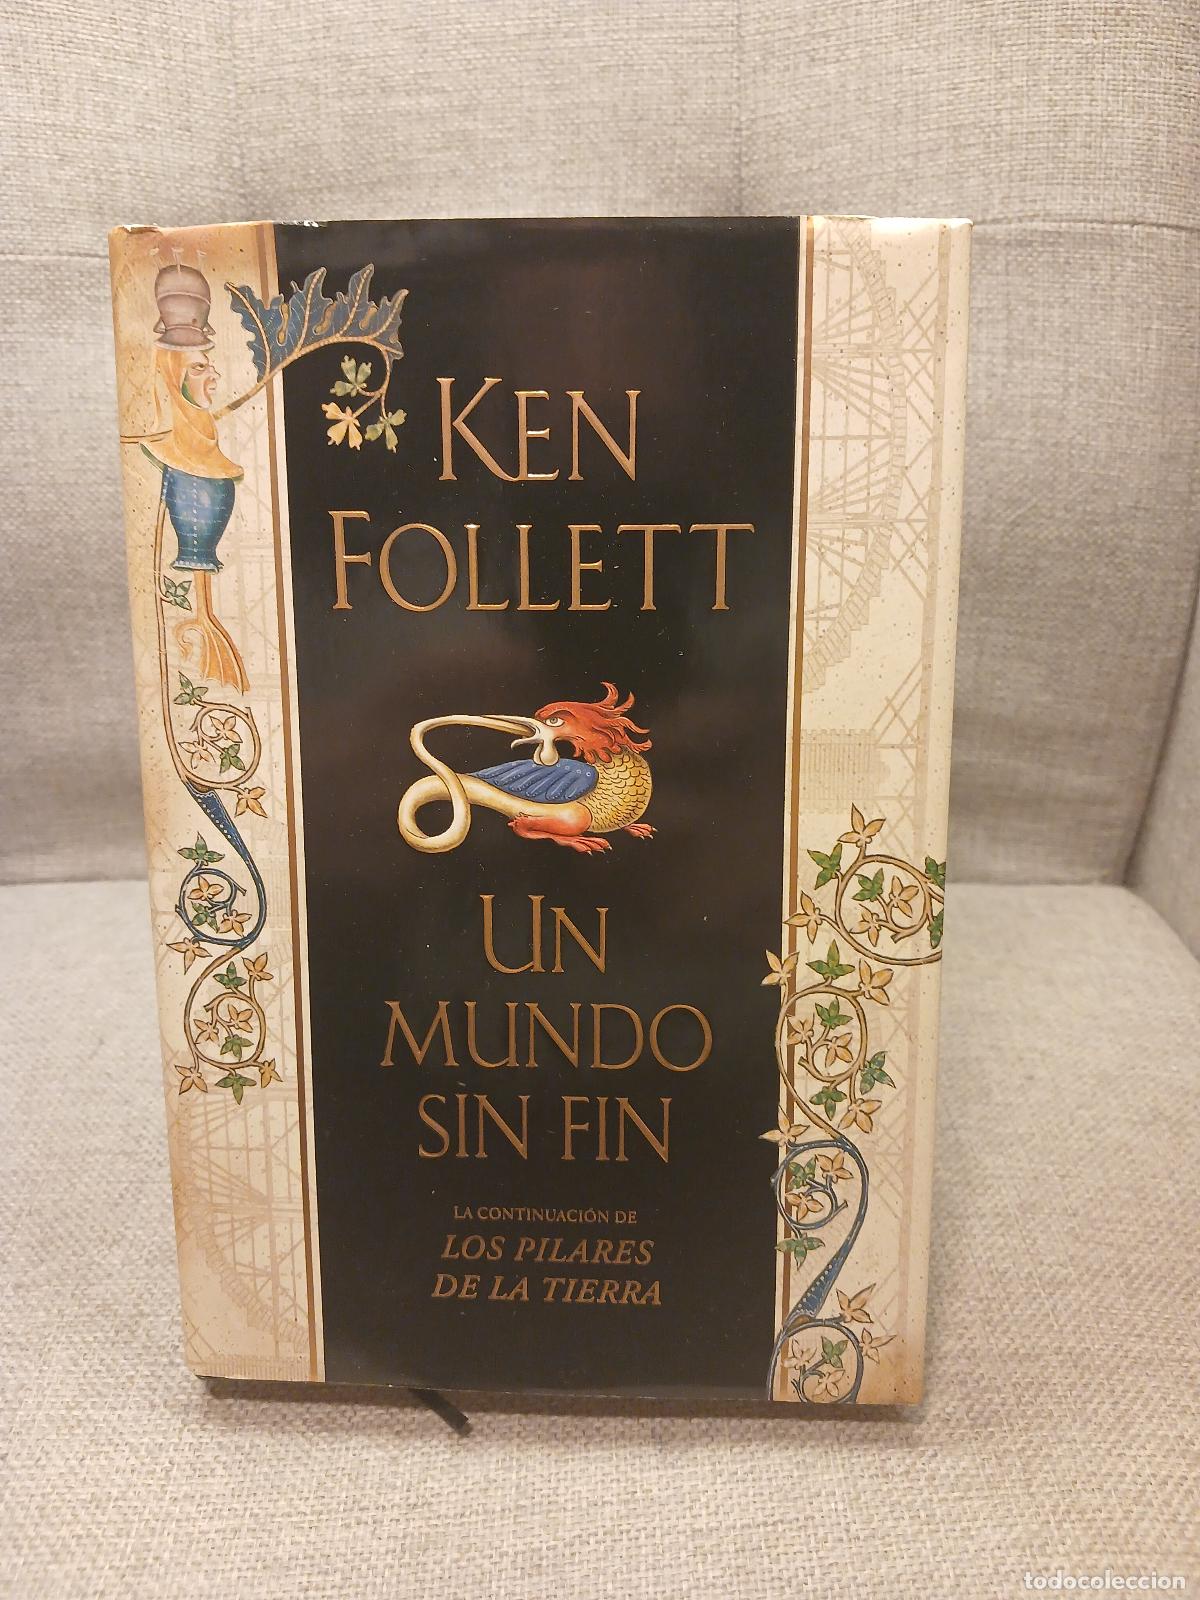 KEN
FOLLETT
UN
MUNDO
SIN FIN
LA CONTINUACIÓN DE
LOS PILARES
DE LA TIERRA
todocoleccion